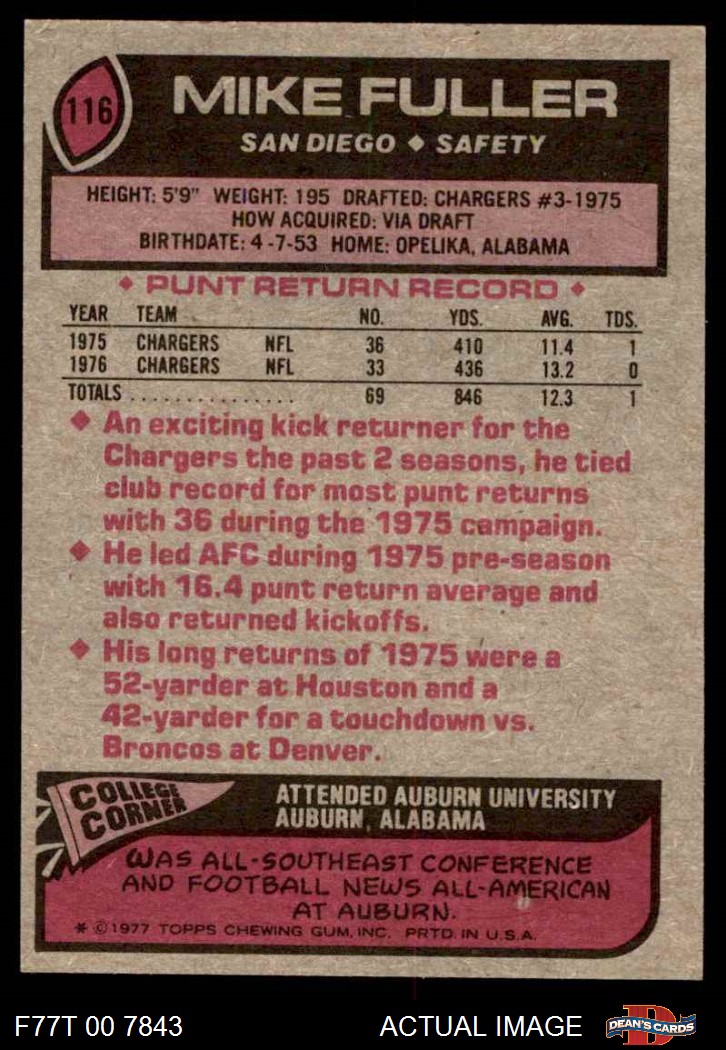 116
MIKE FULLER
SAN DIEGO ◆ SAFETY
HEIGHT: 5'9" WEIGHT: 195 DRAFTED: CHARGERS #3-1975
HOW ACQUIRED: VIA DRAFT
BIRTHDATE: 4-7-53 HOME: OPELIKA, ALABAMA
◆ PUNT RETURN RECORD ◆
YEAR TEAM NO. YDS. AVG. TDS.
1975 CHARGERS NFL 36 410 11.4 1
1976 CHARGERS NFL 33 436 13.2 0
TOTALS ............... 69 846 12.3 1
◆ An exciting kick returner for the
Chargers the past 2 seasons, he tied
club record for most punt returns
with 36 during the 1975 campaign.
◆ He led AFC during 1975 pre-season
with 16.4 punt return average and
also returned kickoffs.
◆ His long returns of 1975 were a
52-yarder at Houston and a
42-yarder for a touchdown vs.
Broncos at Denver.
COLLEGE
CORNER
ATTENDED AUBURN UNIVERSITY
AUBURN, ALABAMA
WAS ALL-SOUTHEAST CONFERENCE
AND FOOTBALL NEWS ALL-AMERICAN
AT AUBURN.
* ©1977 TOPPS CHEWING GUM, INC. PRTD. IN U.S.A.
F77T 00 7843
ACTUAL IMAGE
D
DEAN'S CARDS